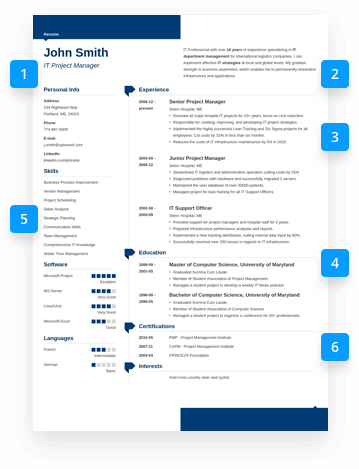 Resume
John Smith
IT Project Manager
IT Professional with over 10 years of experience specializing in IT
department management for international logistics companies. I can
implement effective IT strategies at local and global levels. My greatest
strength is business awareness, which enables me to permanently streamline
infrastructure and applications.
1
2
Personal Info
Address
134 Rightward Way
Portland, ME, 04019
Phone
774-987-4009
E-mail
j.smith@uptowork.com
LinkedIn
linkedin.com/johnutw
Skills
Business Process Improvement
Vendor Management
Project Scheduling
Sales Analysis
Strategic Planning
Communication Skills
Team Management
Comprehensive IT Knowledge
Stellar Time Management
5
Software
Microsoft Project
Excellent
MS Server
Very Good
Linux/Unix
Very Good
Microsoft Excel
Good
Languages
French
Intermediate
German
Basic
Experience
2006-12 -
present
Senior Project Manager
Seton Hospital, ME
• Oversaw all major hospital IT projects for 10+ years, focus on cost reduction.
• Responsible for creating, improving, and developing IT project strategies.
• Implemented the highly successful Lean Training and Six Sigma projects for all
employees. Cut costs by 32% in less than six months.
• Reduced the costs of IT infrastructure maintenance by 5% in 2015.
3
2004-09 -
2006-12
Junior Project Manager
Seton Hospital, ME
• Streamlined IT logistics and administration operation cutting costs by 25%
• Diagnosed problems with hardware and successfully migrated 2 servers.
• Maintained the user database of over 30000 patients.
• Managed project for lean training for all IT Support Officers.
2002-08 -
2004-09
IT Support Officer
Seton Hospital, ME
• Provided support for project managers and hospital staff for 2 years.
• Prepared infrastructure performance analyses and reports.
• Implemented a new tracking dashboard, cutting manual data input by 80%.
• Successfully resolved over 200 issues in regards to IT infrastructure.
Education
4
1999-09 -
2001-05
Master of Computer Science, University of Maryland
• Graduated Summa Cum Laude.
• Member of Student Association of Project Management
• Managed a student project to develop a weekly IT News podcast.
1996-09 -
1999-05
Bachelor of Computer Science, University of Maryland
• Graduated Summa Cum Laude.
• Member of Student Association of Computer Science
• Managed a student project to organize a conference for 50+ professionals.
Certifications
6
2010-05
PMP - Project Management Institute
2007-11
CAPM - Project Management Institute
2003-04
PRINCE2® Foundation
Interests
Avid cross country skier and cyclist.